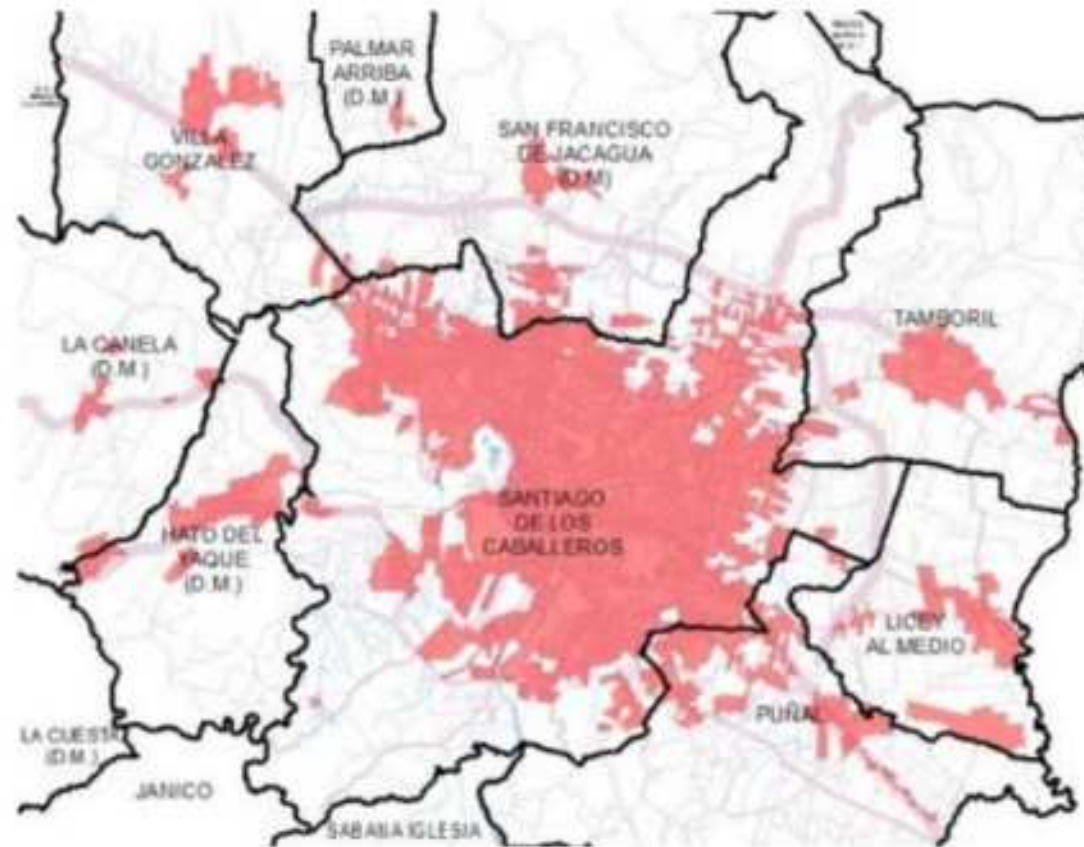 PALMAR
ARRIBA
(D.M.)
VILLA
GONZALEZ
SAN FRANCISCO
DE JACAGUA
(D.M)
LA CANELA
(D.M.)
TAMBORIL
SANTIAGO
DE LOS
CABALLEROS
HATO DEL
YAQUE
(D.M.)
LICEY
AL MEDIO
PUÑAL
LA CUESTA
(D.M.)
JANICO
SABANA IGLESIA